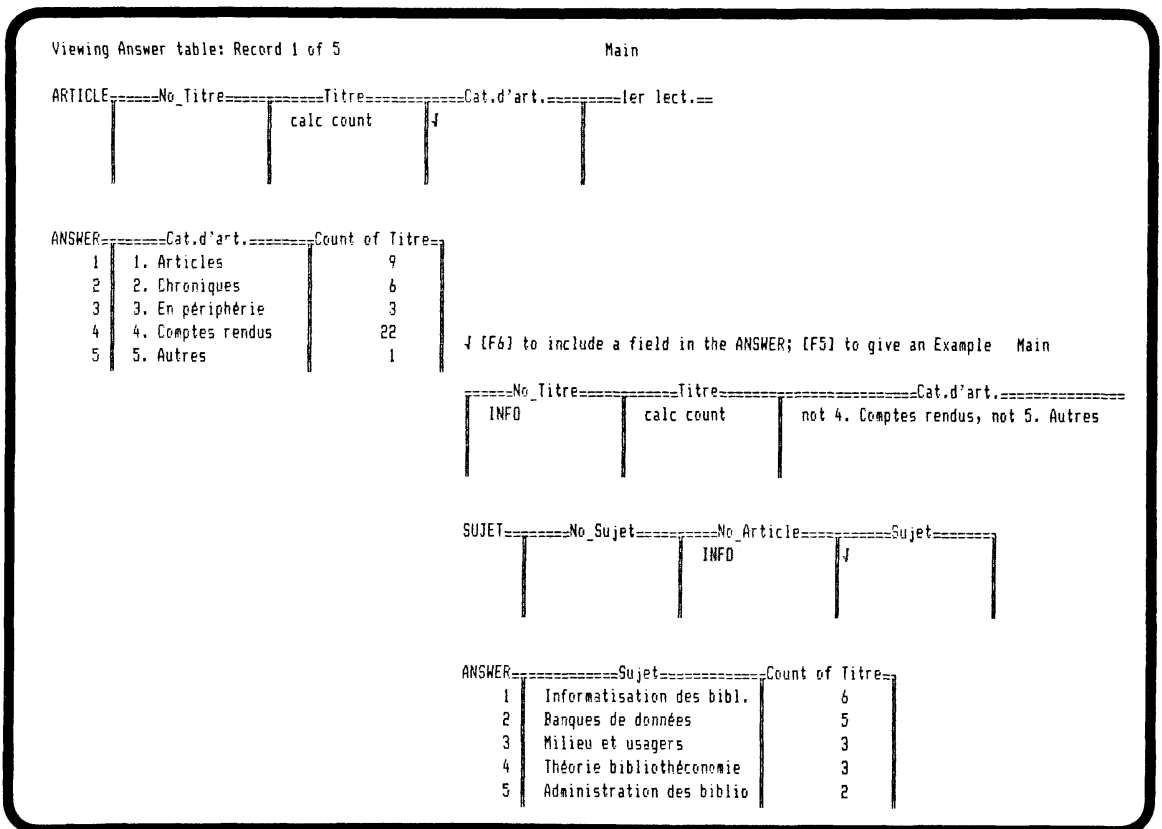 Viewing Answer table: Record 1 of 5 Main
ARTICLE No_Titre Titre Cat.d'art. 1er lect.
calc count √
ANSWER Cat.d'art. Count of Titre
1 1. Articles 9
2 2. Chroniques 6
3 3. En périphérie 3
4 4. Comptes rendus 22
5 5. Autres 1
√ [F6] to include a field in the ANSWER; [F5] to give an Example Main
No_Titre Titre Cat.d'art.
INFO calc count not 4. Comptes rendus, not 5. Autres
SUJET No_Sujet No_Article Sujet
INFO √
ANSWER Sujet Count of Titre
1 Informatisation des bibl. 6
2 Banques de données 5
3 Milieu et usagers 3
4 Théorie bibliothéconomie 3
5 Administration des biblio 2